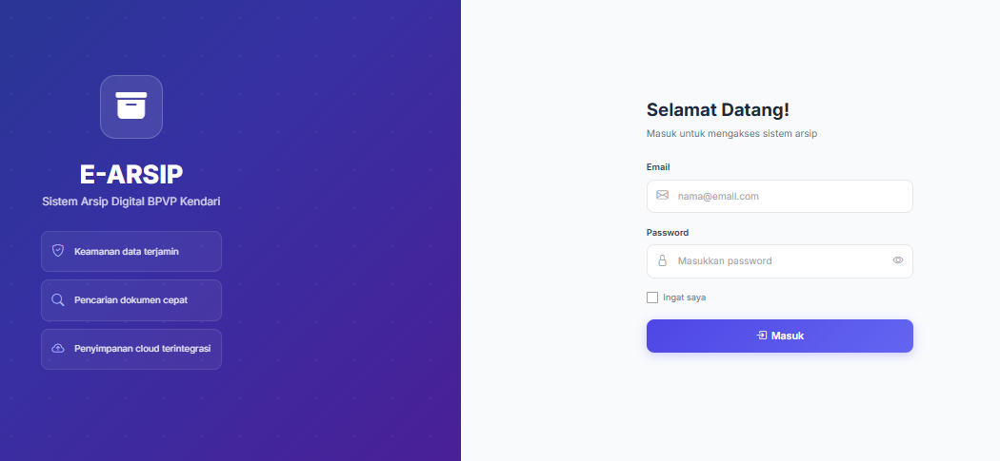 E-ARSIP
Sistem Arsip Digital BPVP Kendari
Keamanan data terjamin
Pencarian dokumen cepat
Penyimpanan cloud terintegrasi
Selamat Datang!
Masuk untuk mengakses sistem arsip
Email
nama@email.com
Password
Masukkan password
Ingat saya
Masuk